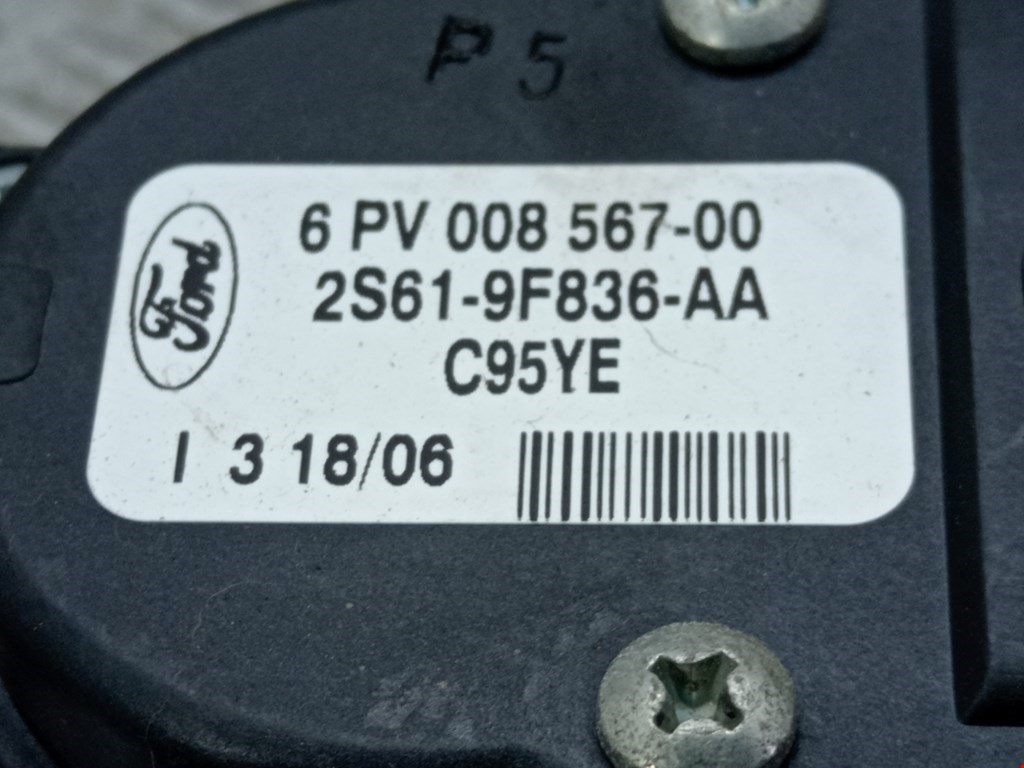 P 5
Ford
6 PV 008 567-00
2S61-9F836-AA
C95YE
I 3 18/06